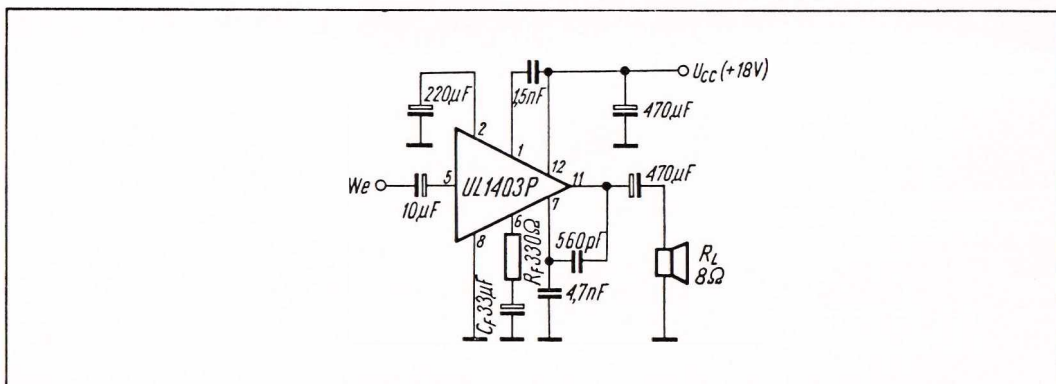 220µF
1,5nF
U_CC (+18V)
470µF
2
1
12
We
5
UL1403P
11
470µF
10µF
7
8
6
560pF
R_F 330Ω
R_L
8Ω
C_F 33µF
4,7nF